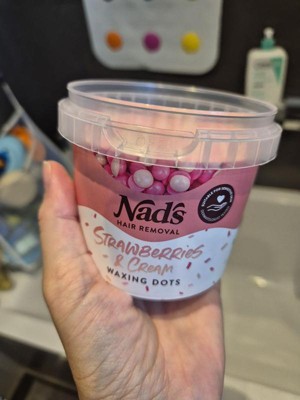 Nad's
HAIR REMOVAL
STRAWBERRIES
& CREAM
WAXING DOTS